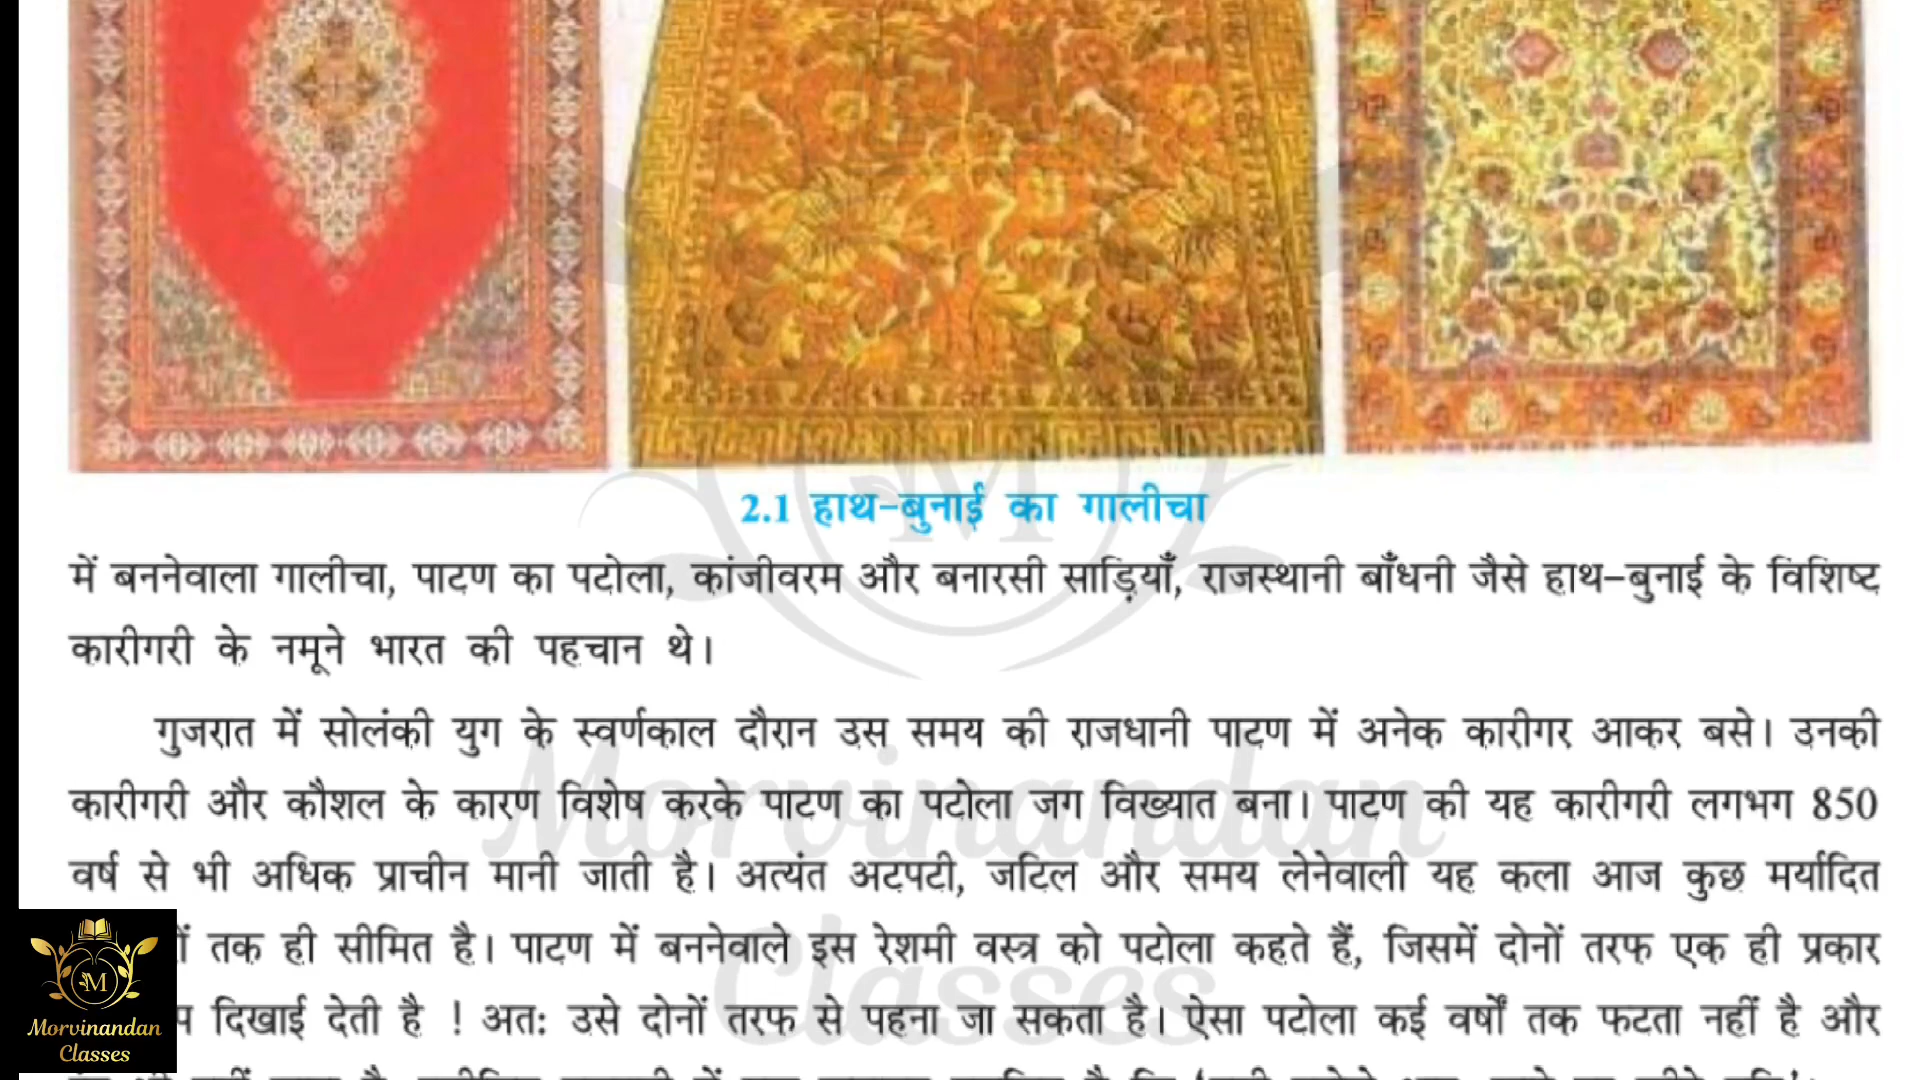 2.1 हाथ-बुनाई का गालीचा
में बननेवाला गालीचा, पाटण का पटोला, कांजीवरम और बनारसी साड़ियाँ, राजस्थानी बाँधनी जैसे हाथ-बुनाई के विशिष्ट
कारीगरी के नमूने भारत की पहचान थे।
गुजरात में सोलंकी युग के स्वर्णकाल दौरान उस समय की राजधानी पाटण में अनेक कारीगर आकर बसे। उनकी
कारीगरी और कौशल के कारण विशेष करके पाटण का पटोला जग विख्यात बना। पाटण की यह कारीगरी लगभग 850
वर्ष से भी अधिक प्राचीन मानी जाती है। अत्यंत अटपटी, जटिल और समय लेनेवाली यह कला आज कुछ मर्यादित
तक ही सीमित है। पाटण में बननेवाले इस रेशमी वस्त्र को पटोला कहते हैं, जिसमें दोनों तरफ एक ही प्रकार
दिखाई देती है ! अत: उसे दोनों तरफ से पहना जा सकता है। ऐसा पटोला कई वर्षों तक फटता नहीं है और
M
Morvinandan
Classes
M
Morvinandan
Classes